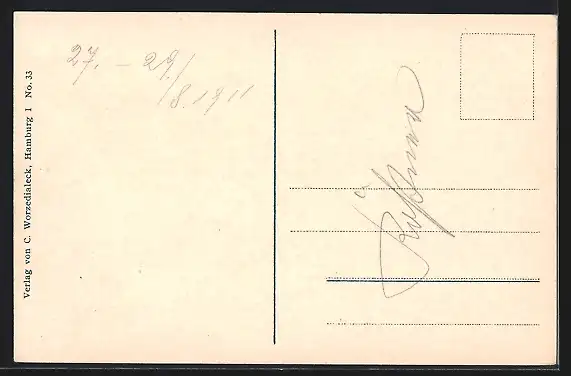 Verlag von C. Worzedialeck, Hamburg 1 No. 33
27. - 29./
8. 1911